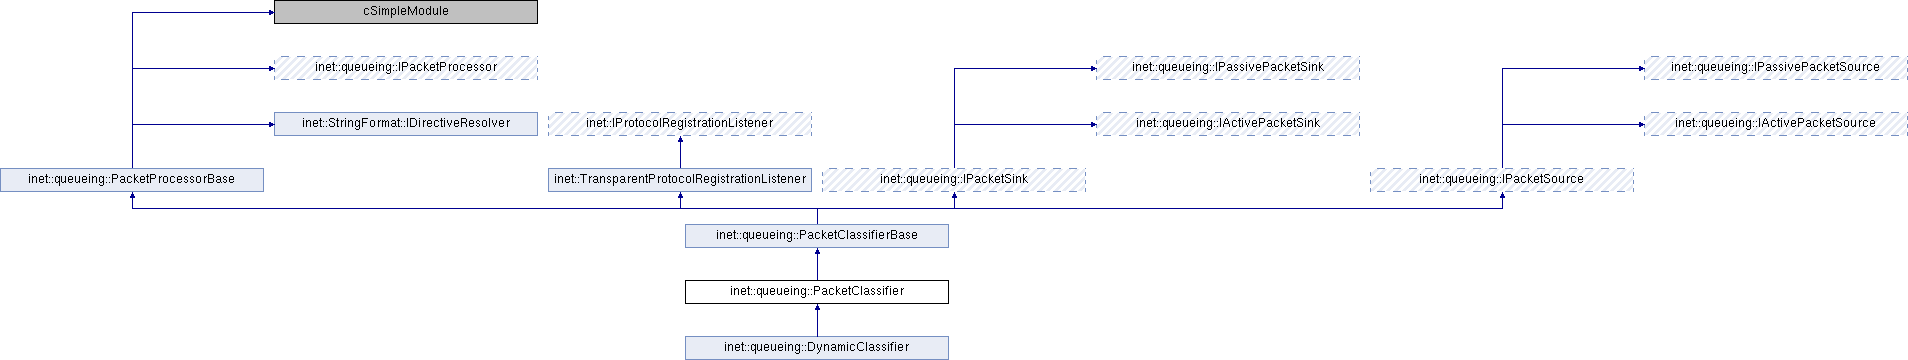 cSimpleModule
inet::queueing::IPacketProcessor
inet::queueing::IPassivePacketSink
inet::queueing::IPassivePacketSource
inet::StringFormat::IDirectiveResolver
inet::IProtocolRegistrationListener
inet::queueing::IActivePacketSink
inet::queueing::IActivePacketSource
inet::queueing::PacketProcessorBase
inet::TransparentProtocolRegistrationListener
inet::queueing::IPacketSink
inet::queueing::IPacketSource
inet::queueing::PacketClassifierBase
inet::queueing::PacketClassifier
inet::queueing::DynamicClassifier